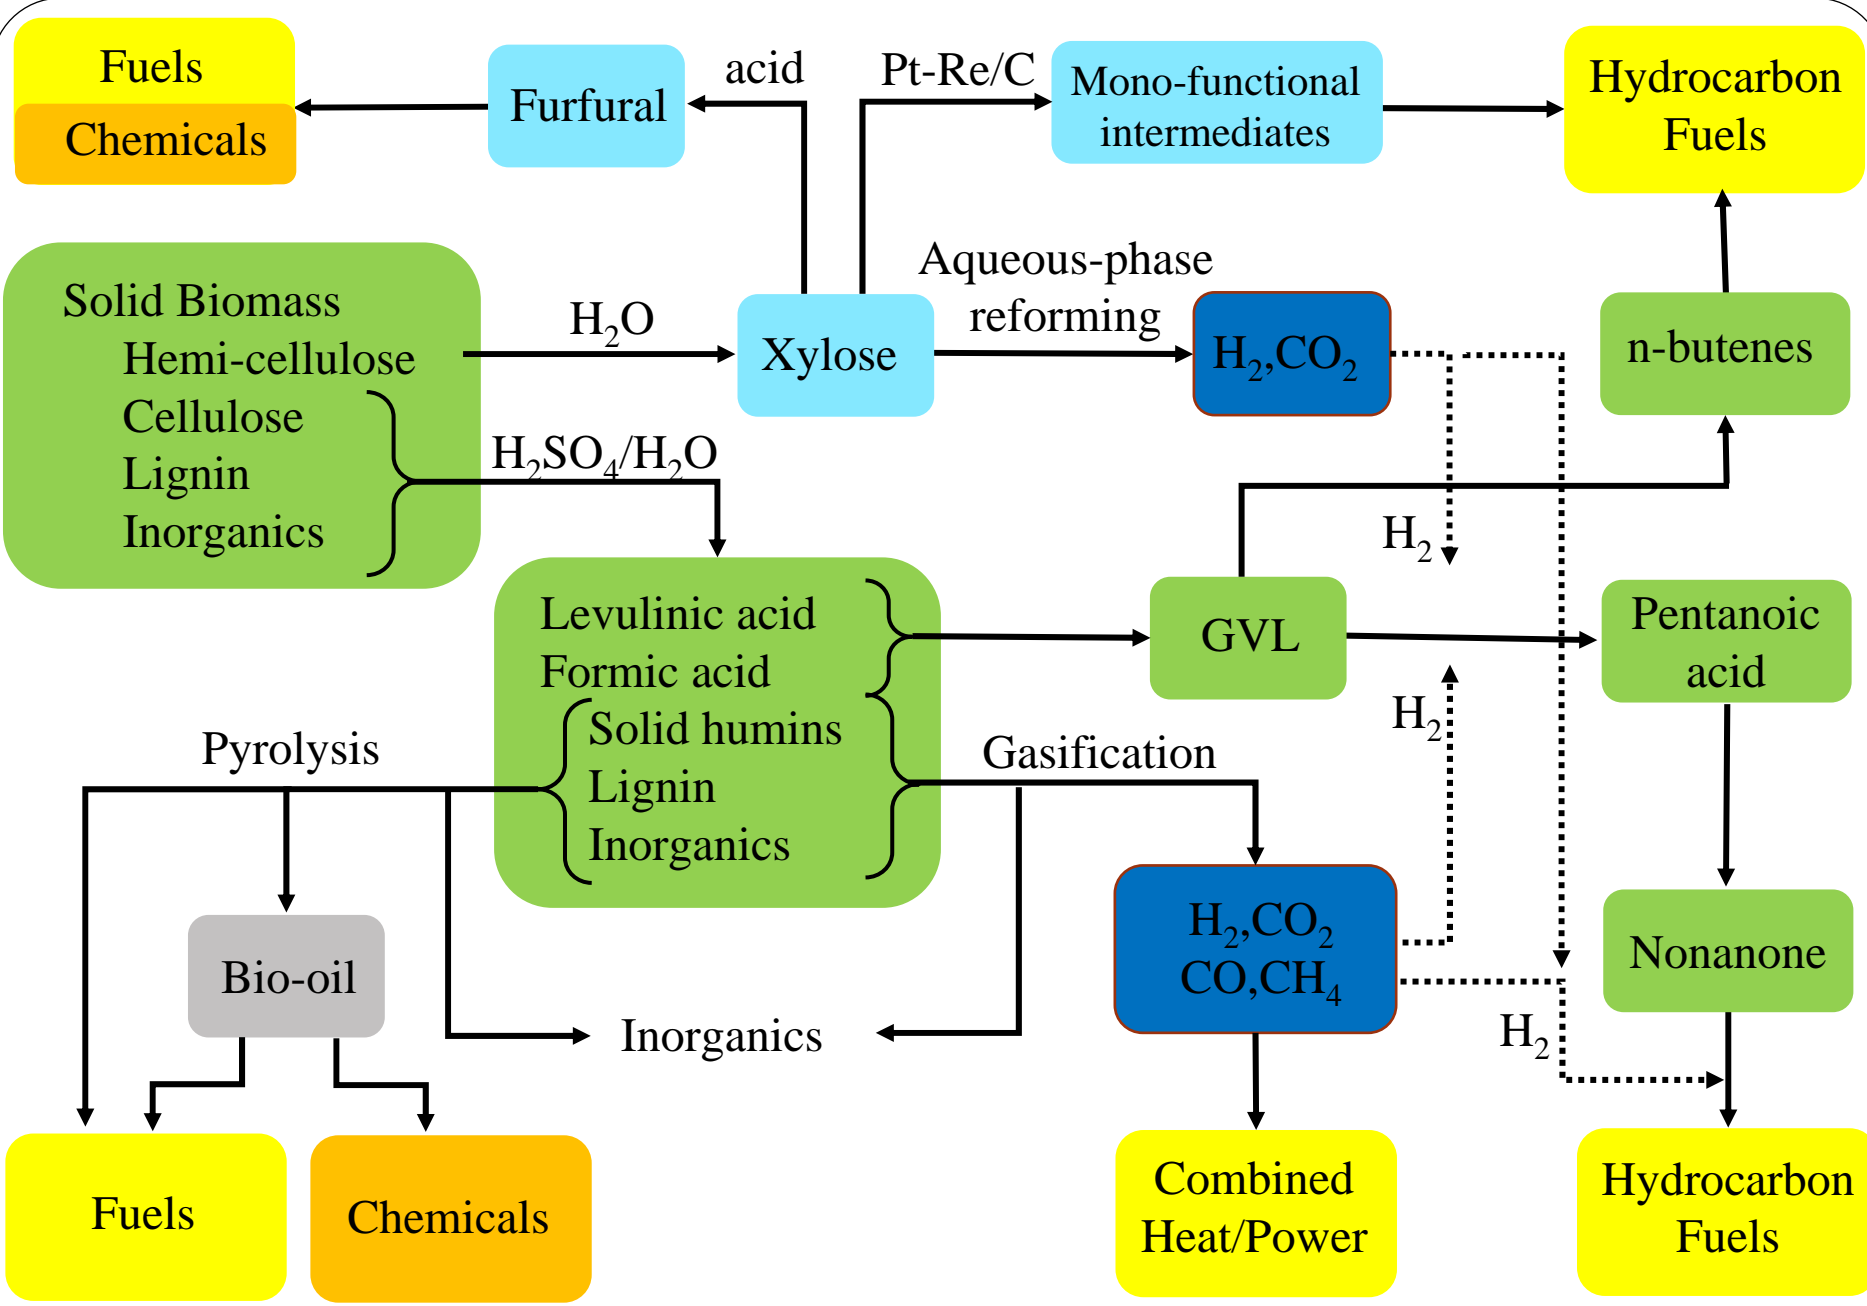 Fuels
Chemicals
Furfural
acid
Pt-Re/C
Mono-functional
intermediates
Hydrocarbon
Fuels
Solid Biomass
Hemi-cellulose
Cellulose
Lignin
Inorganics
H₂O
H₂SO₄/H₂O
Xylose
Aqueous-phase
reforming
H₂,CO₂
n-butenes
H₂
Levulinic acid
Formic acid
Solid humins
Lignin
Inorganics
GVL
Pentanoic
acid
H₂
Pyrolysis
Gasification
Bio-oil
Inorganics
H₂,CO₂
CO,CH₄
Nonanone
H₂
Fuels
Chemicals
Combined
Heat/Power
Hydrocarbon
Fuels